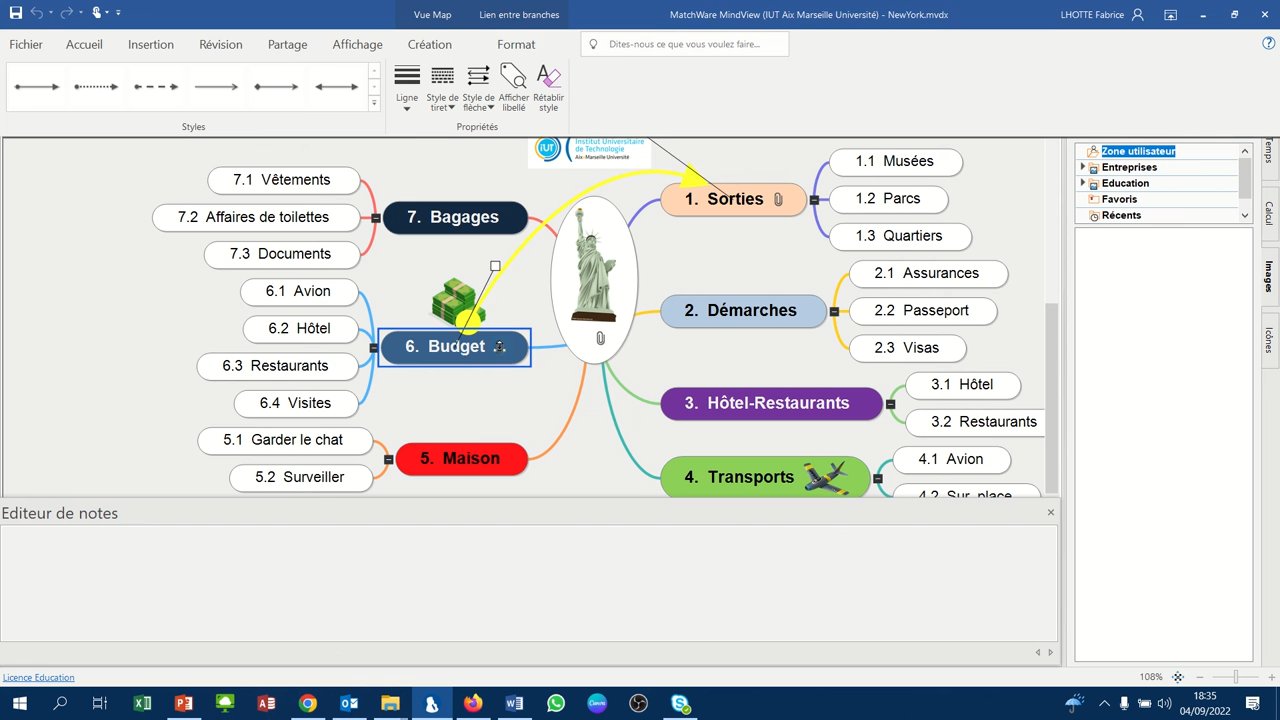 Vue Map
Lien entre branches
MatchWare MindView (IUT Aix Marseille Université) - NewYork.mvdx
LHOTTE Fabrice
Fichier
Accueil
Insertion
Révision
Partage
Affichage
Création
Format
Dites-nous ce que vous voulez faire...
Ligne
Style de
tiret
Style de
flèche
Afficher
libellé
Rétablir
style
Styles
Propriétés
IUT
Institut Universitaire
de Technologie
Aix Marseille Université
7.1 Vêtements
7.2 Affaires de toilettes
7.3 Documents
7. Bagages
6.1 Avion
6.2 Hôtel
6.3 Restaurants
6.4 Visites
6. Budget
5.1 Garder le chat
5.2 Surveiller
5. Maison
1. Sorties
1.1 Musées
1.2 Parcs
1.3 Quartiers
2. Démarches
2.1 Assurances
2.2 Passeport
2.3 Visas
3. Hôtel-Restaurants
3.1 Hôtel
3.2 Restaurants
4. Transports
4.1 Avion
4.2 Sur place
Zone utilisateur
Entreprises
Education
Favoris
Récents
Temps
Calcul
Images
Horloge
Editeur de notes
Licence Education
108%
18:35
04/09/2022